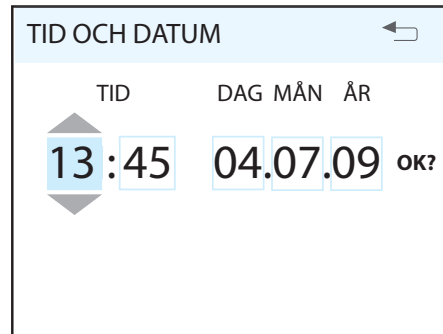 TID OCH DATUM
TID DAG MÅN ÅR
13:45 04.07.09 OK?